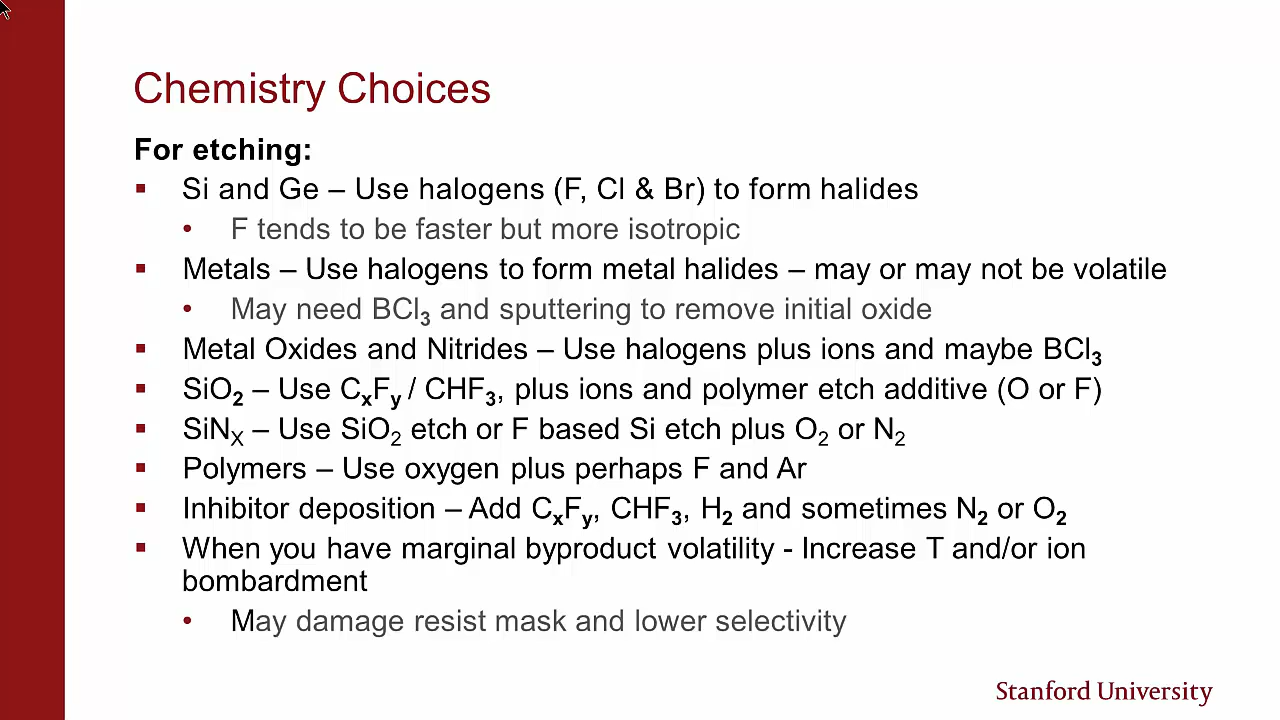 Chemistry Choices
For etching:
▪ Si and Ge – Use halogens (F, Cl & Br) to form halides
• F tends to be faster but more isotropic
▪ Metals – Use halogens to form metal halides – may or may not be volatile
• May need BCl₃ and sputtering to remove initial oxide
▪ Metal Oxides and Nitrides – Use halogens plus ions and maybe BCl₃
▪ SiO₂ – Use CₓFᵧ / CHF₃, plus ions and polymer etch additive (O or F)
▪ SiNₓ – Use SiO₂ etch or F based Si etch plus O₂ or N₂
▪ Polymers – Use oxygen plus perhaps F and Ar
▪ Inhibitor deposition – Add CₓFᵧ, CHF₃, H₂ and sometimes N₂ or O₂
▪ When you have marginal byproduct volatility - Increase T and/or ion
bombardment
• May damage resist mask and lower selectivity
Stanford University